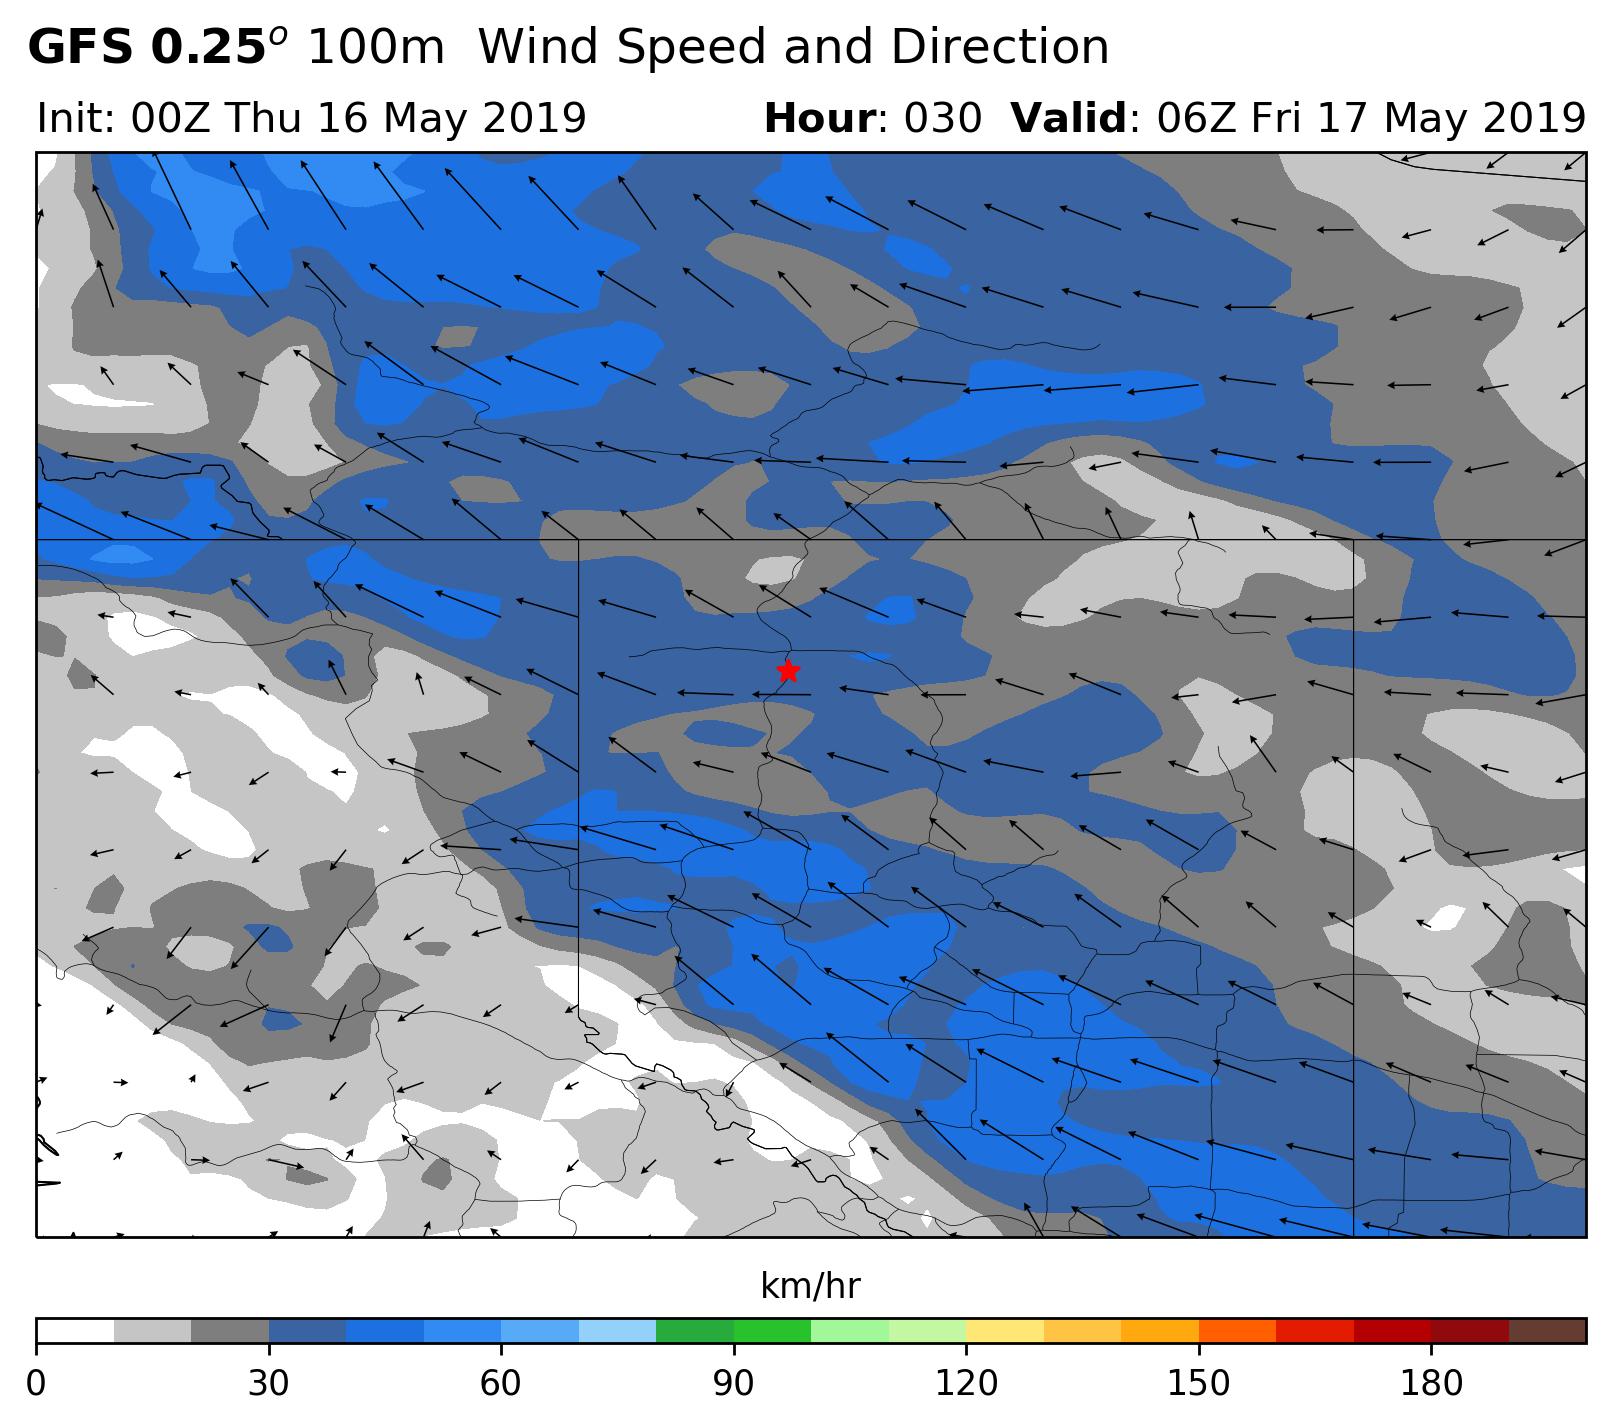 GFS 0.25º 100m Wind Speed and Direction
Init: 00Z Thu 16 May 2019 Hour: 030 Valid: 06Z Fri 17 May 2019
km/hr
0 30 60 90 120 150 180